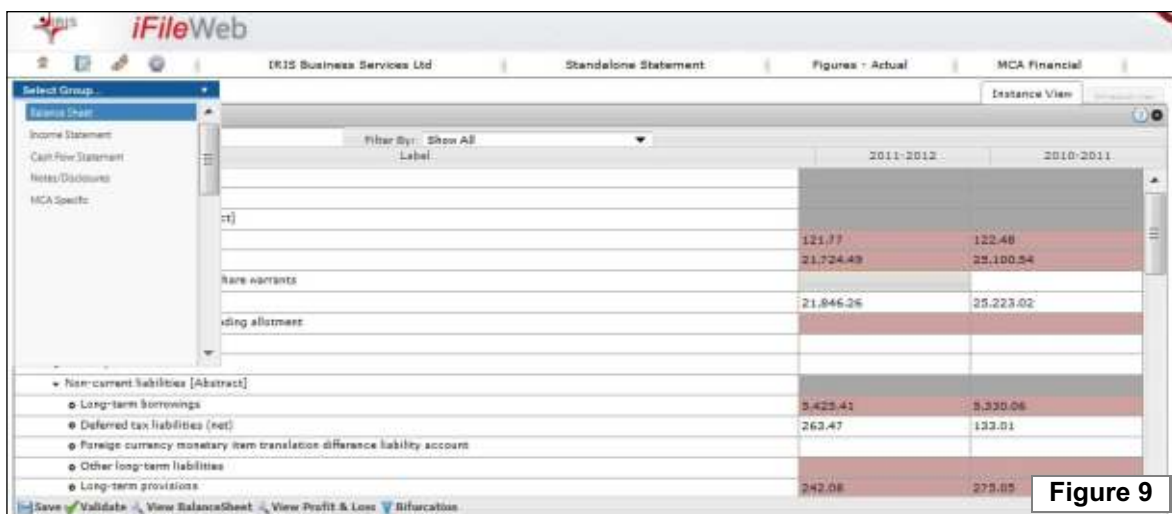 IRIS iFileWeb
IRIS Business Services Ltd Standalone Statement Figures - Actual MCA Financial
Select Group... Instance View
Balance Sheet
Income Statement
Filter By: Show All
Cash Flow Statement Label 2011-2012 2010-2011
Notes/Disclosures
MCA Specific
ct]
121.77 122.48
21,724.49 25,100.54
hare warrants
21,846.26 25,223.02
ding allotment
Non-current liabilities [Abstract]
Long-term borrowings 5,425.41 5,330.06
Deferred tax liabilities (net) 263.47 133.01
Foreign currency monetary item translation difference liability account
Other long-term liabilities
Long-term provisions 242.08 275.05
Save Validate View BalanceSheet View Profit & Loss Bifurcation
Figure 9